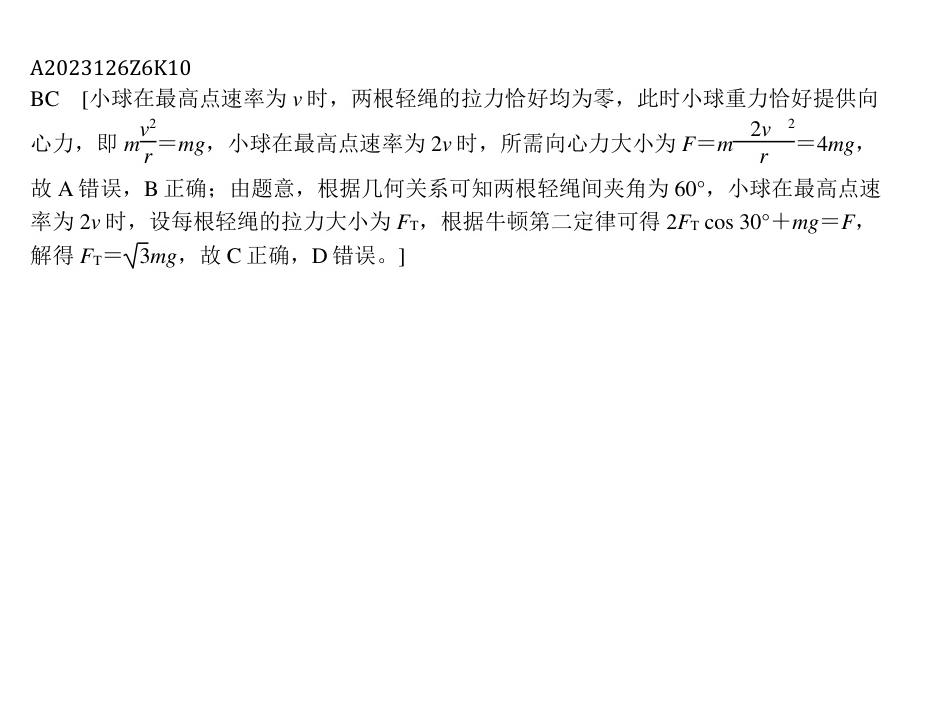 A2023126Z6K10
BC [小球在最高点速率为 v 时，两根轻绳的拉力恰好均为零，此时小球重力恰好提供向
心力，即 m\frac{v^2}{r}＝mg，小球在最高点速率为 2v 时，所需向心力大小为 F＝m\frac{2v ^2}{r}＝4mg，
故 A 错误，B 正确；由题意，根据几何关系可知两根轻绳间夹角为 60°，小球在最高点速
率为 2v 时，设每根轻绳的拉力大小为 F_T，根据牛顿第二定律可得 2F_T cos 30°＋mg＝F，
解得 F_T＝\sqrt{3}mg，故 C 正确，D 错误。]